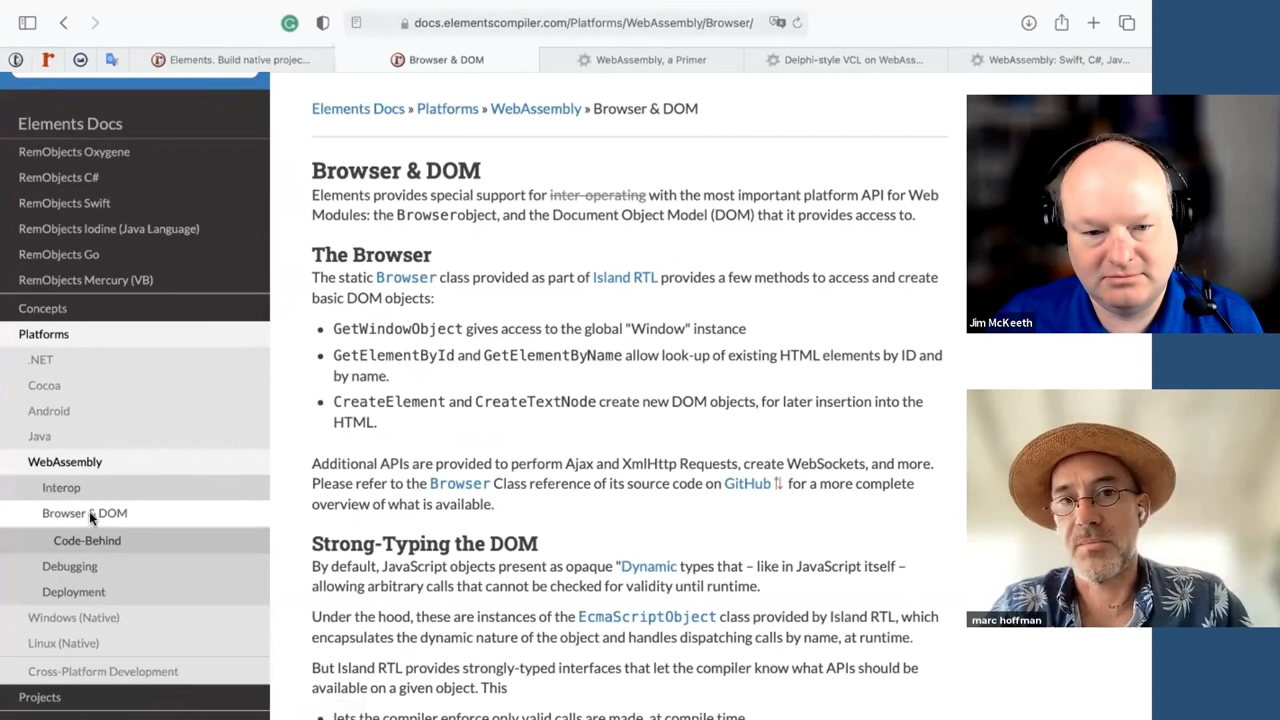 docs.elementscompiler.com/Platforms/WebAssembly/Browser/
Elements. Build native projec...
Browser & DOM
WebAssembly, a Primer
Delphi-style VCL on WebAss...
WebAssembly: Swift, C#, Jav...
Elements Docs
RemObjects Oxygene
RemObjects C#
RemObjects Swift
RemObjects Iodine (Java Language)
RemObjects Go
RemObjects Mercury (VB)
Concepts
Platforms
.NET
Cocoa
Android
Java
WebAssembly
Interop
Browser & DOM
Code-Behind
Debugging
Deployment
Windows (Native)
Linux (Native)
Cross-Platform Development
Projects
Elements Docs » Platforms » WebAssembly » Browser & DOM
Browser & DOM
Elements provides special support for inter-operating with the most important platform API for Web
Modules: the Browserobject, and the Document Object Model (DOM) that it provides access to.
The Browser
The static Browser class provided as part of Island RTL provides a few methods to access and create
basic DOM objects:
• GetWindowObject gives access to the global "Window" instance
• GetElementById and GetElementByName allow look-up of existing HTML elements by ID and
by name.
• CreateElement and CreateTextNode create new DOM objects, for later insertion into the
HTML.
Additional APIs are provided to perform Ajax and XmlHttp Requests, create WebSockets, and more.
Please refer to the Browser Class reference of its source code on GitHub for a more complete
overview of what is available.
Strong-Typing the DOM
By default, JavaScript objects present as opaque “Dynamic types that – like in JavaScript itself –
allowing arbitrary calls that cannot be checked for validity until runtime.
Under the hood, these are instances of the EcmaScriptObject class provided by Island RTL, which
encapsulates the dynamic nature of the object and handles dispatching calls by name, at runtime.
But Island RTL provides strongly-typed interfaces that let the compiler know what APIs should be
available on a given object. This
• lets the compiler enforce only valid calls are made, at compile time
Jim McKeeth
marc hoffman